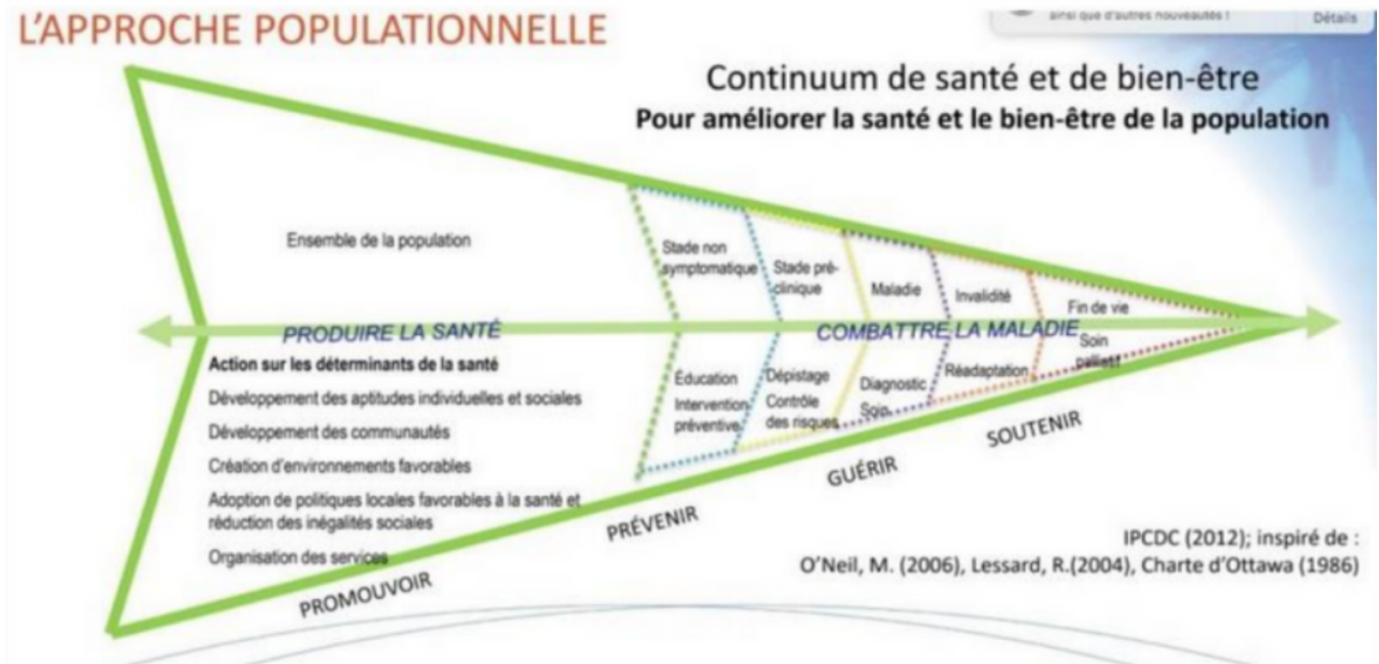 L'APPROCHE POPULATIONNELLE
ainsi que d'autres nouveautés !
Détails
Continuum de santé et de bien-être
Pour améliorer la santé et le bien-être de la population
Ensemble de la population
Stade non
symptomatique
Stade pré-
clinique
Maladie
Invalidité
Fin de vie
PRODUIRE LA SANTÉ
COMBATTRE LA MALADIE
Action sur les déterminants de la santé
Développement des aptitudes individuelles et sociales
Développement des communautés
Création d'environnements favorables
Adoption de politiques locales favorables à la santé et
réduction des inégalités sociales
Organisation des services
Éducation
Intervention
préventive
Dépistage
Contrôle
des risques
Diagnostic
Soin
Réadaptation
Soin
palliatif
PROMOUVOIR
PRÉVENIR
GUÉRIR
SOUTENIR
IPCDC (2012); inspiré de :
O'Neil, M. (2006), Lessard, R.(2004), Charte d'Ottawa (1986)